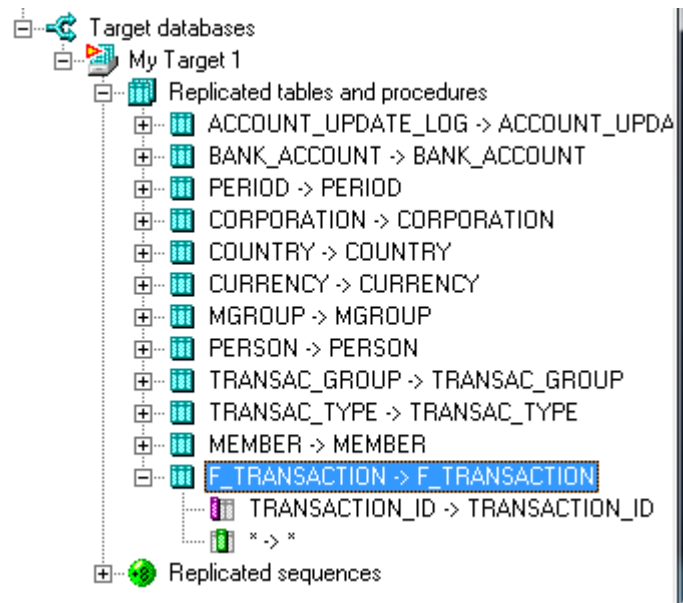 Target databases
My Target 1
Replicated tables and procedures
ACCOUNT_UPDATE_LOG -> ACCOUNT_UPDA
BANK_ACCOUNT -> BANK_ACCOUNT
PERIOD -> PERIOD
CORPORATION -> CORPORATION
COUNTRY -> COUNTRY
CURRENCY -> CURRENCY
MGROUP -> MGROUP
PERSON -> PERSON
TRANSAC_GROUP -> TRANSAC_GROUP
TRANSAC_TYPE -> TRANSAC_TYPE
MEMBER -> MEMBER
F_TRANSACTION -> F_TRANSACTION
TRANSACTION_ID -> TRANSACTION_ID
* -> *
Replicated sequences